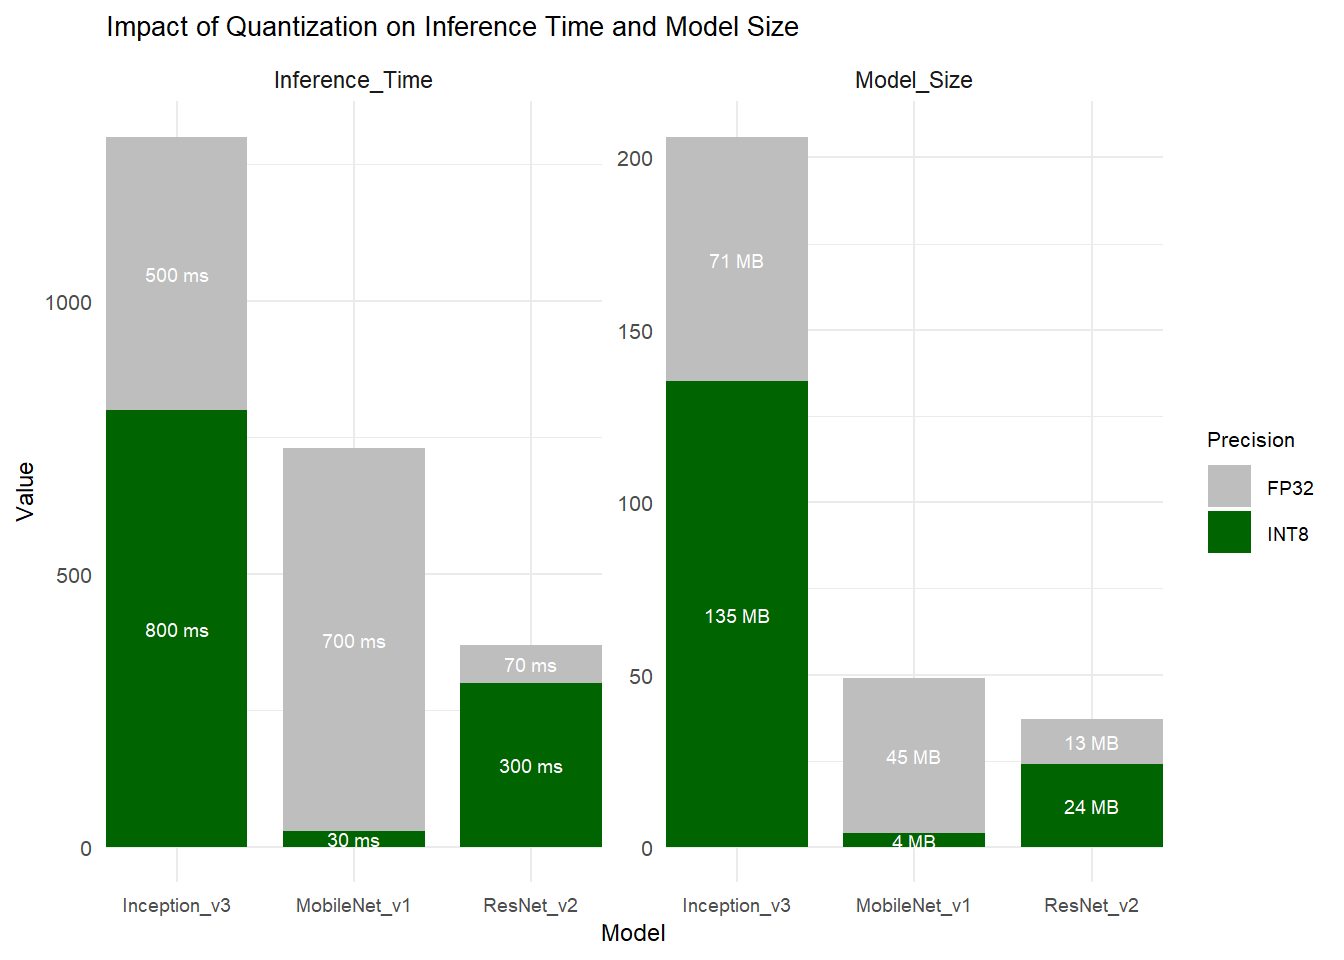 Impact of Quantization on Inference Time and Model Size
Inference_Time
Model_Size
Value
1000
500
0
500 ms
800 ms
700 ms
30 ms
70 ms
300 ms
Inception_v3
MobileNet_v1
ResNet_v2
200
150
100
50
0
71 MB
135 MB
45 MB
4 MB
13 MB
24 MB
Inception_v3
MobileNet_v1
ResNet_v2
Model
Precision
FP32
INT8